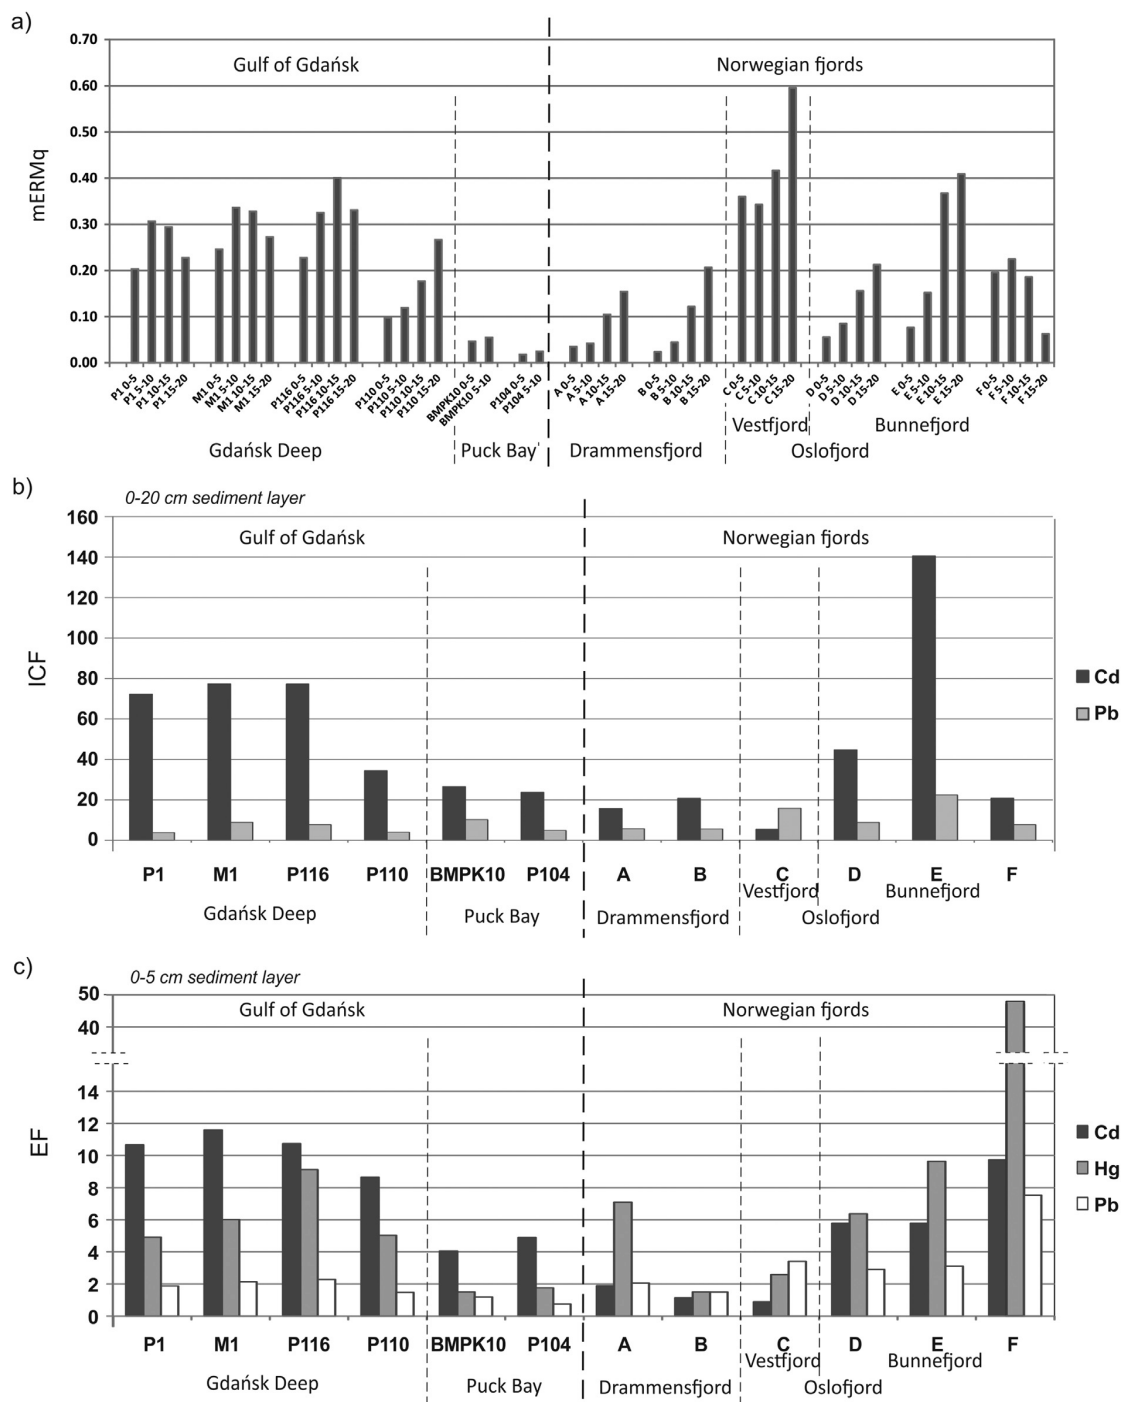 a)
0.70
0.60
0.50
0.40
0.30
0.20
0.10
0.00
mERMq
Gulf of Gdańsk
Norwegian fjords
P1 0-5
P1 5-10
P1 10-15
P1 15-20
M1 0-5
M1 5-10
M1 10-15
M1 15-20
P116 0-5
P116 5-10
P116 10-15
P116 15-20
P110 0-5
P110 5-10
P110 10-15
P110 15-20
BMPK10 0-5
BMPK10 5-10
P104 0-5
P104 5-10
A 0-5
A 5-10
A 10-15
A 15-20
B 0-5
B 5-10
B 10-15
B 15-20
C 0-5
C 5-10
C 10-15
C 15-20
D 0-5
D 5-10
D 10-15
D 15-20
E 0-5
E 5-10
E 10-15
E 15-20
F 0-5
F 5-10
F 10-15
F 15-20
Vestfjord
Bunnefjord
Gdańsk Deep
Puck Bay
Drammensfjord
Oslofjord
b)
0-20 cm sediment layer
160
140
120
100
80
60
40
20
0
ICF
Gulf of Gdańsk
Norwegian fjords
Cd
Pb
P1 M1 P116 P110 BMPK10 P104 A B C D E F
Vestfjord
Bunnefjord
Gdańsk Deep
Puck Bay
Drammensfjord
Oslofjord
c)
0-5 cm sediment layer
50
40
14
12
10
8
6
4
2
0
EF
Gulf of Gdańsk
Norwegian fjords
Cd
Hg
Pb
P1 M1 P116 P110 BMPK10 P104 A B C D E F
Vestfjord
Bunnefjord
Gdańsk Deep
Puck Bay
Drammensfjord
Oslofjord